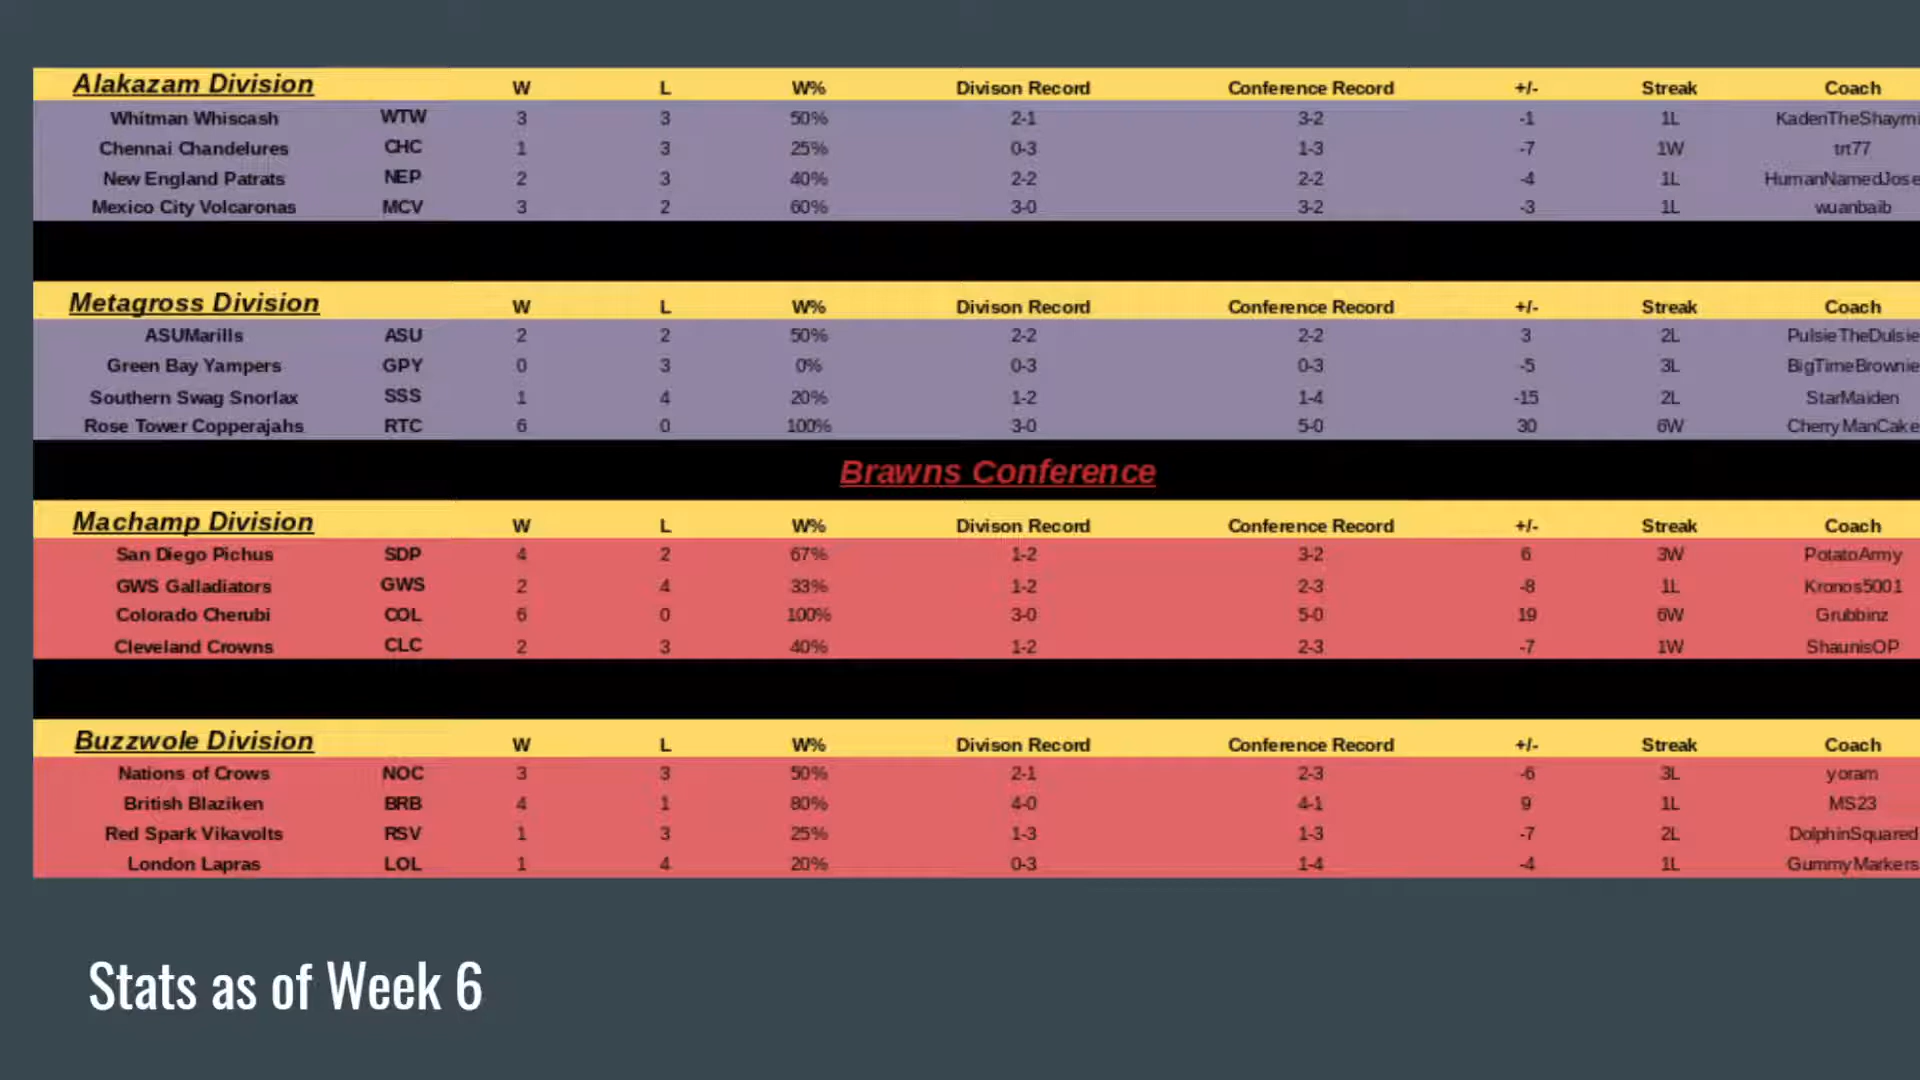 Alakazam Division W L W% Divison Record Conference Record +/- Streak Coach
Whitman Whiscash WTW 3 3 50% 2-1 3-2 -1 1L KadenTheShaymi
Chennai Chandelures CHC 1 3 25% 0-3 1-3 -7 1W trt77
New England Patrats NEP 2 3 40% 2-2 2-2 -4 1L HumanNamedJose
Mexico City Volcaronas MCV 3 2 60% 3-0 3-2 -3 1L wuanbaib
Metagross Division W L W% Divison Record Conference Record +/- Streak Coach
ASUMarills ASU 2 2 50% 2-2 2-2 3 2L PulsieTheDulsie
Green Bay Yampers GPY 0 3 0% 0-3 0-3 -5 3L BigTimeBrownie
Southern Swag Snorlax SSS 1 4 20% 1-2 1-4 -15 2L StarMaiden
Rose Tower Copperajahs RTC 6 0 100% 3-0 5-0 30 6W CherryManCake
Brawns Conference
Machamp Division W L W% Divison Record Conference Record +/- Streak Coach
San Diego Pichus SDP 4 2 67% 1-2 3-2 6 3W PotatoArmy
GWS Galladiators GWS 2 4 33% 1-2 2-3 -8 1L Kronos5001
Colorado Cherubi COL 6 0 100% 3-0 5-0 19 6W Grubbinz
Cleveland Crowns CLC 2 3 40% 1-2 2-3 -7 1W ShaunisOP
Buzzwole Division W L W% Divison Record Conference Record +/- Streak Coach
Nations of Crows NOC 3 3 50% 2-1 2-3 -6 3L yoram
British Blaziken BRB 4 1 80% 4-0 4-1 9 1L MS23
Red Spark Vikavolts RSV 1 3 25% 1-3 1-3 -7 2L DolphinSquared
London Lapras LOL 1 4 20% 0-3 1-4 -4 1L GummyMarkers
Stats as of Week 6